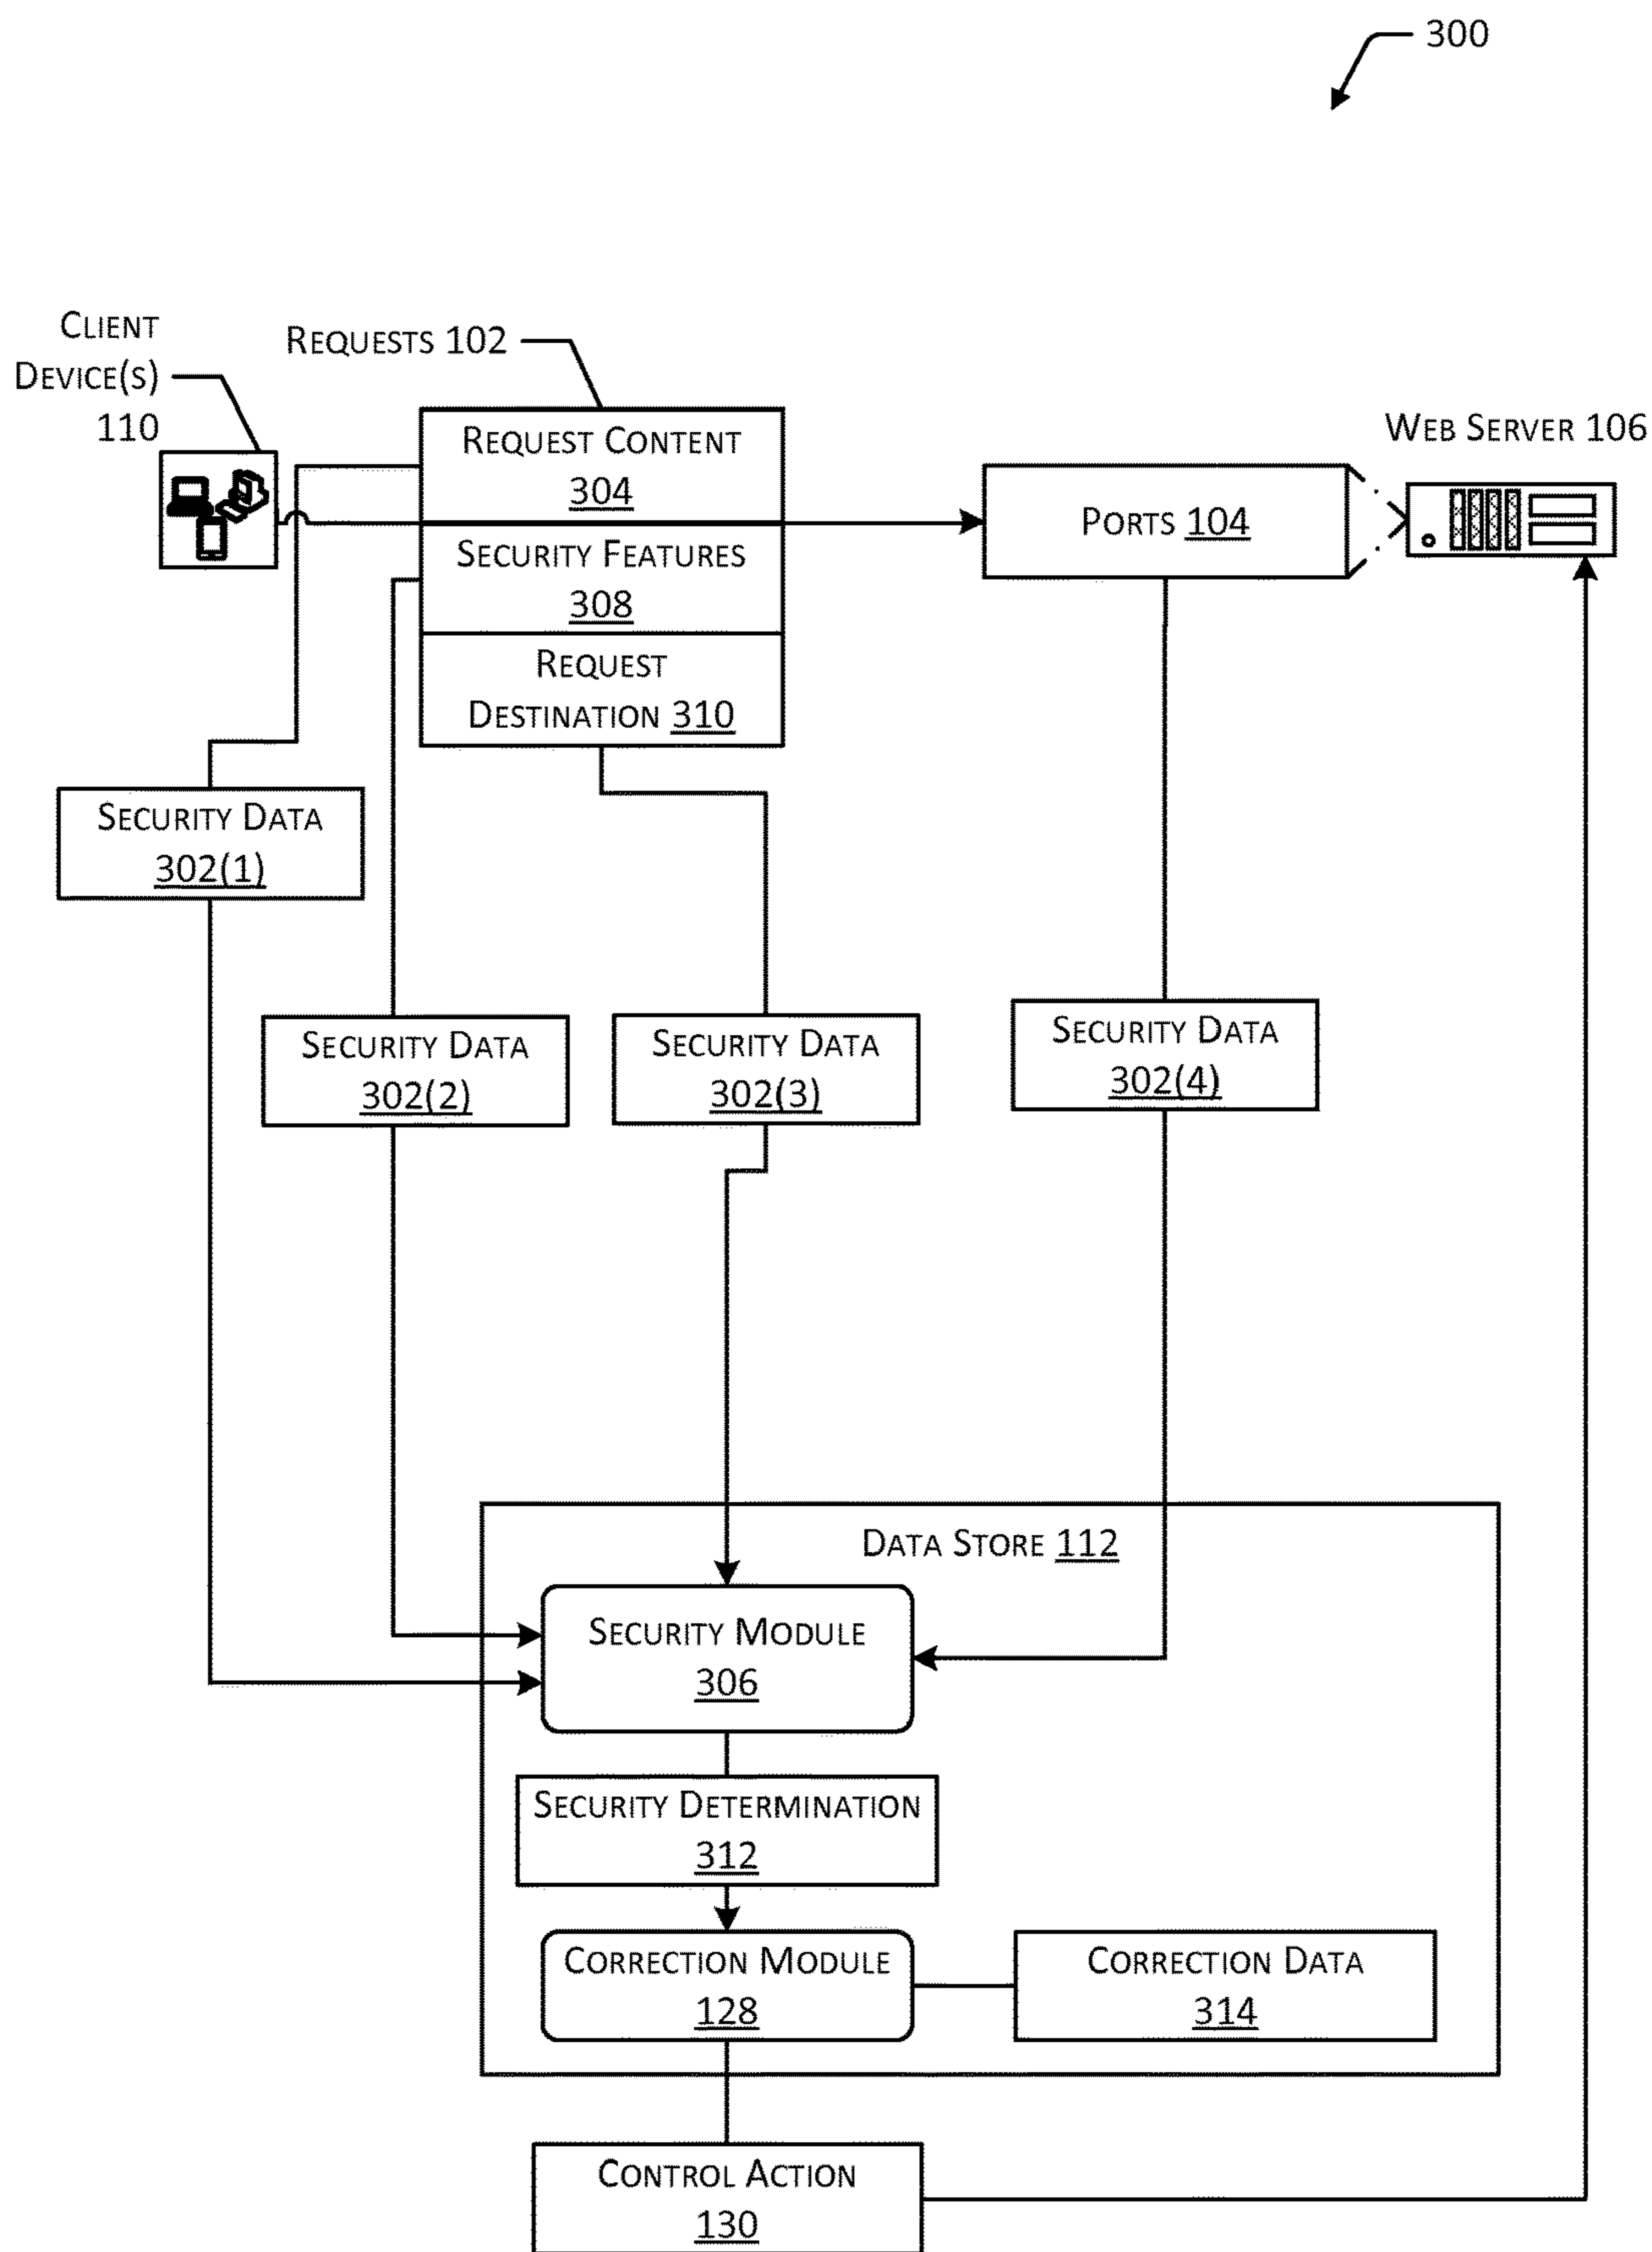 300
CLIENT
DEVICE(S)
110
REQUESTS 102
REQUEST CONTENT
304
SECURITY FEATURES
308
REQUEST
DESTINATION 310
PORTS 104
WEB SERVER 106
SECURITY DATA
302(1)
SECURITY DATA
302(2)
SECURITY DATA
302(3)
SECURITY DATA
302(4)
DATA STORE 112
SECURITY MODULE
306
SECURITY DETERMINATION
312
CORRECTION MODULE
128
CORRECTION DATA
314
CONTROL ACTION
130